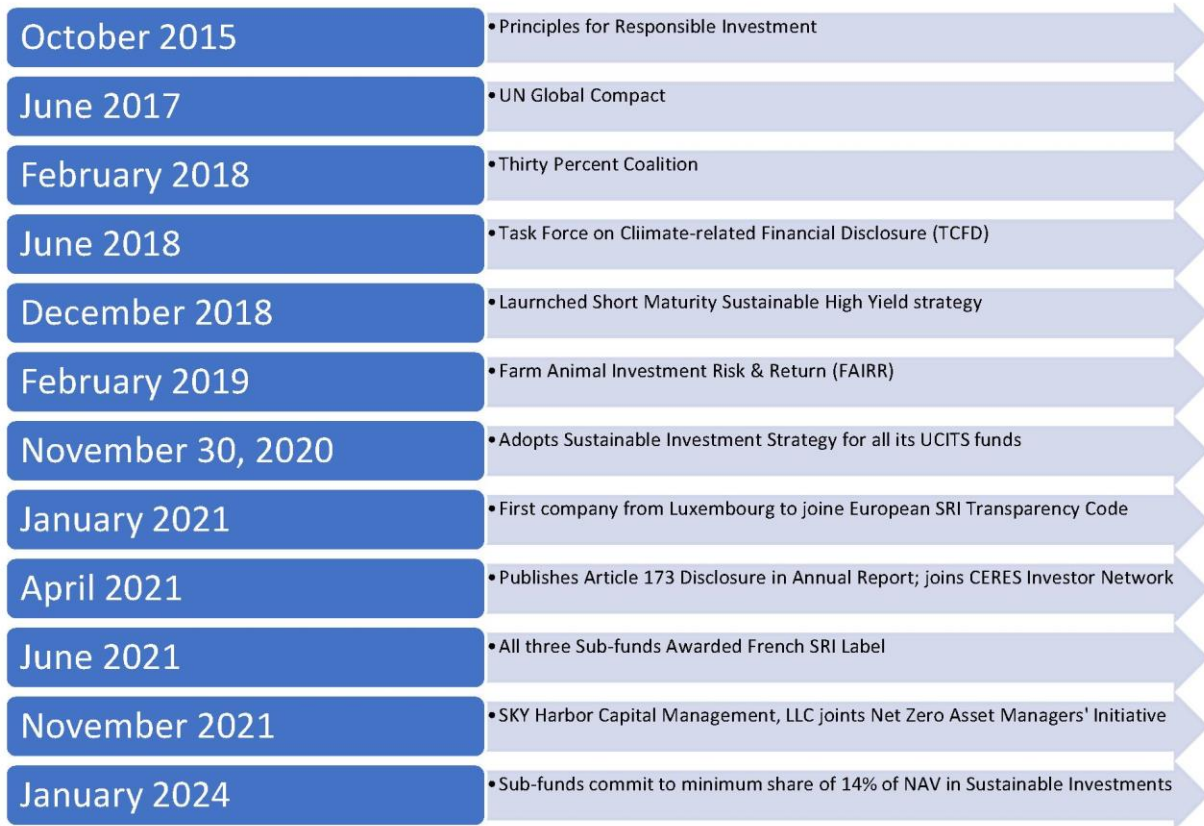 October 2015
• Principles for Responsible Investment
June 2017
• UN Global Compact
February 2018
• Thirty Percent Coalition
June 2018
• Task Force on Cliimate-related Financial Disclosure (TCFD)
December 2018
• Laurnched Short Maturity Sustainable High Yield strategy
February 2019
• Farm Animal Investment Risk & Return (FAIRR)
November 30, 2020
• Adopts Sustainable Investment Strategy for all its UCITS funds
January 2021
• First company from Luxembourg to joine European SRI Transparency Code
April 2021
• Publishes Article 173 Disclosure in Annual Report; joins CERES Investor Network
June 2021
• All three Sub-funds Awarded French SRI Label
November 2021
• SKY Harbor Capital Management, LLC joints Net Zero Asset Managers' Initiative
January 2024
• Sub-funds commit to minimum share of 14% of NAV in Sustainable Investments